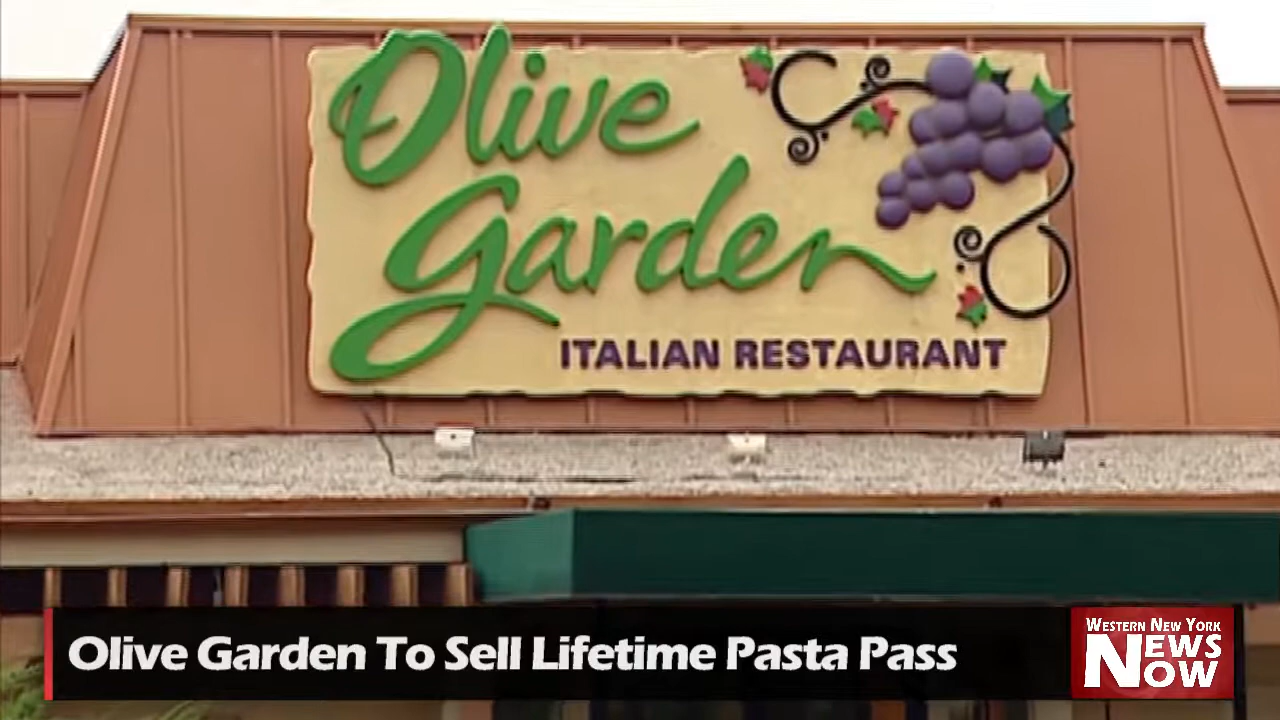 Olive
Garden
ITALIAN RESTAURANT
Olive Garden To Sell Lifetime Pasta Pass
WESTERN NEW YORK
NEWS
NOW